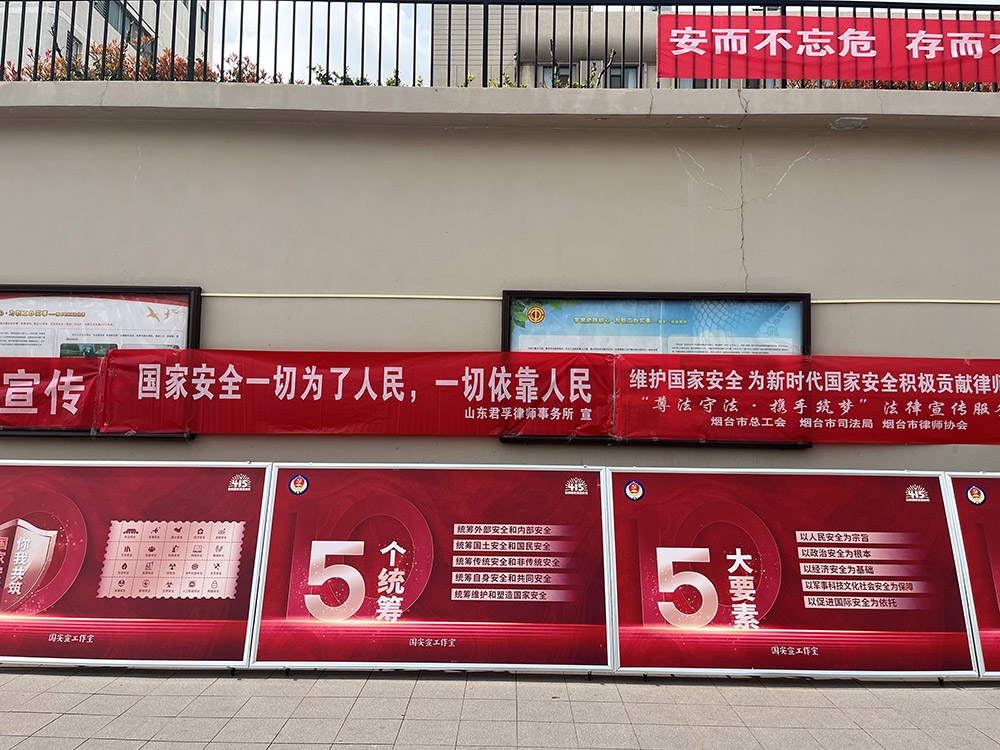 安而不忘危 存而不
宣传
国家安全一切为了人民，一切依靠人民
山东君孚律师事务所 宣
维护国家安全 为新时代国家安全积极贡献律师
“尊法守法·携手筑梦” 法律宣传服务
烟台市总工会 烟台市司法局 烟台市律师协会
国家
你我共筑
国安宣工作室
415
5个统筹
统筹外部安全和内部安全
统筹国土安全和国民安全
统筹传统安全和非传统安全
统筹自身安全和共同安全
统筹维护和塑造国家安全
国安宣工作室
415
5大要素
以人民安全为宗旨
以政治安全为根本
以经济安全为基础
以军事科技文化社会安全为保障
以促进国际安全为依托
国安宣工作室
415